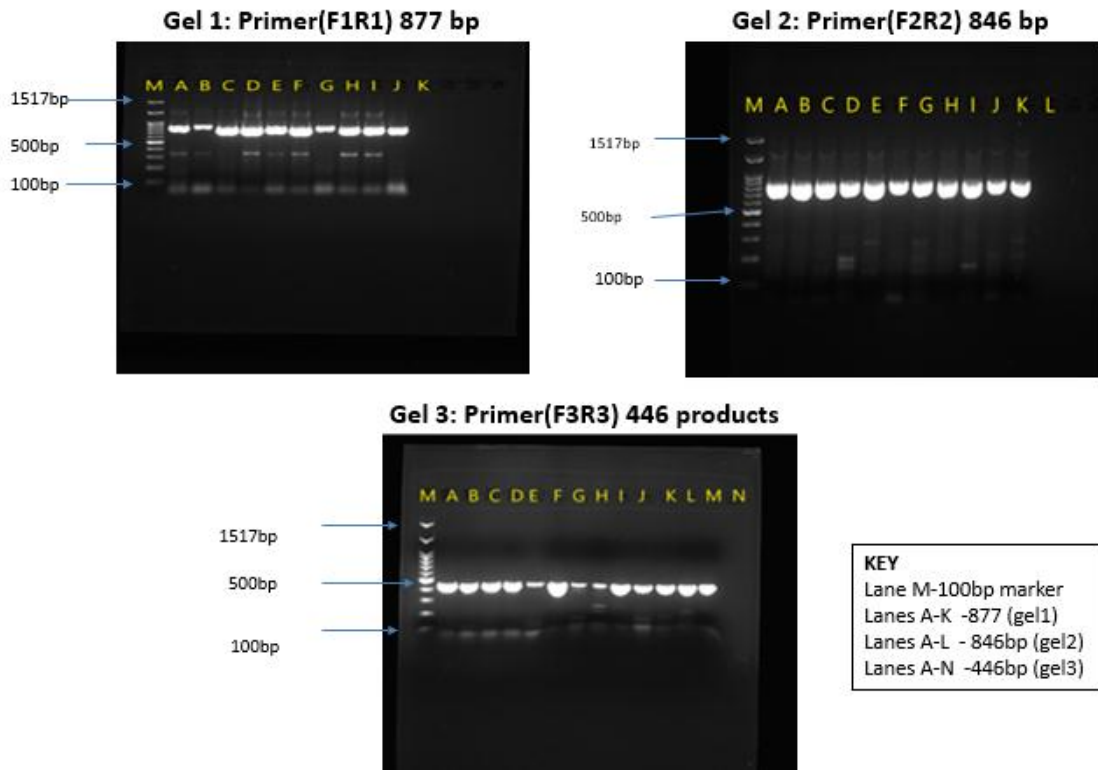 Gel 1: Primer(F1R1) 877 bp
M A B C D E F G H I J K
1517bp
500bp
100bp
Gel 2: Primer(F2R2) 846 bp
M A B C D E F G H I J K L
1517bp
500bp
100bp
Gel 3: Primer(F3R3) 446 products
M A B C D E F G H I J K L M N
1517bp
500bp
100bp
KEY
Lane M-100bp marker
Lanes A-K -877 (gel1)
Lanes A-L - 846bp (gel2)
Lanes A-N -446bp (gel3)